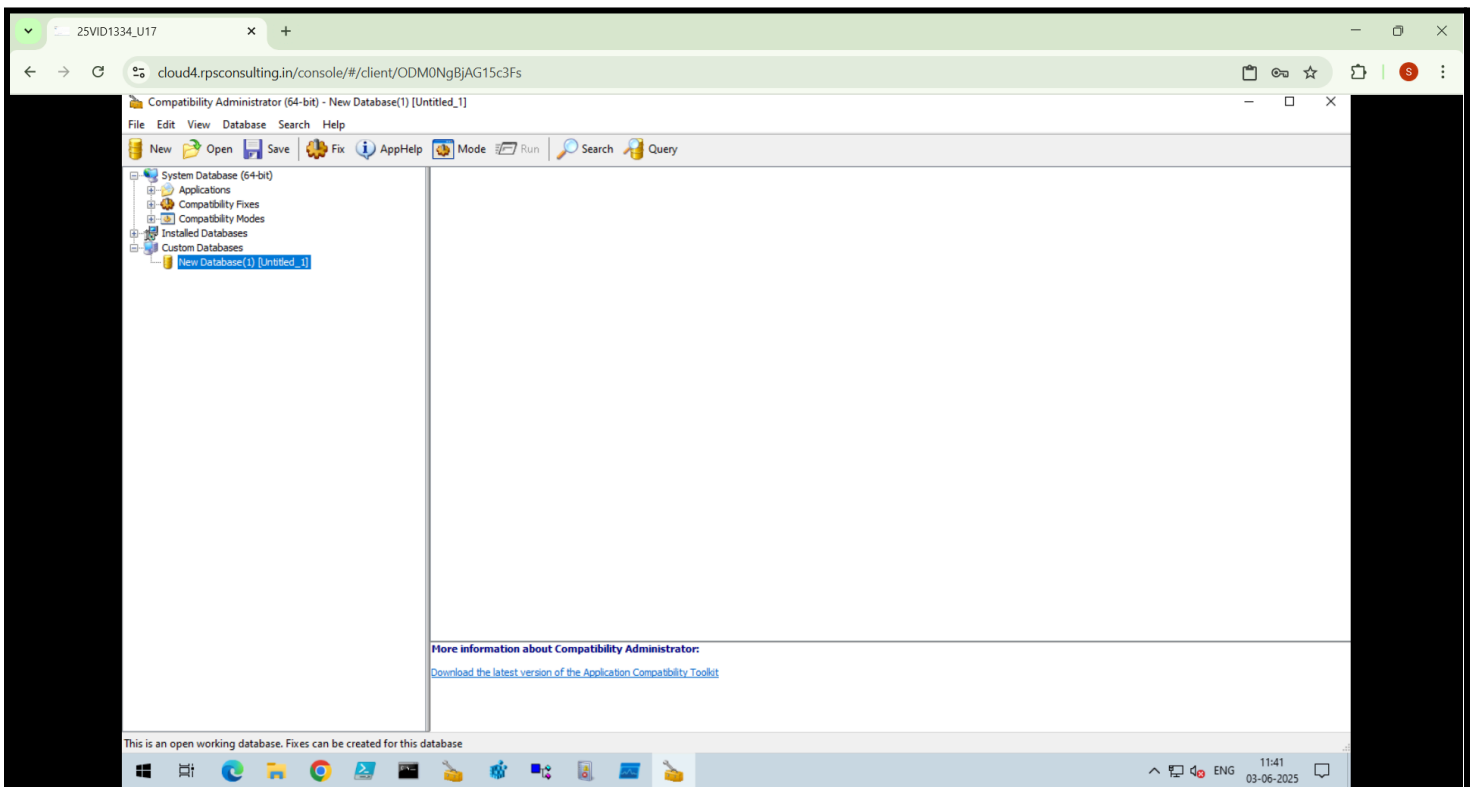 25VID1334_U17
cloud4.rpsconsulting.in/console/#/client/ODM0NgBjAG15c3Fs
S
Compatibility Administrator (64-bit) - New Database(1) [Untitled_1]
File Edit View Database Search Help
New Open Save Fix AppHelp Mode Run Search Query
System Database (64-bit)
Applications
Compatibility Fixes
Compatibility Modes
Installed Databases
Custom Databases
New Database(1) [Untitled_1]
More information about Compatibility Administrator:
Download the latest version of the Application Compatibility Toolkit
This is an open working database. Fixes can be created for this database
ENG
11:41
03-06-2025